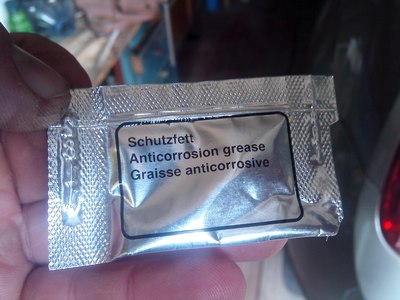 Schutzfett
Anticorrosion grease
Graisse anticorrosive